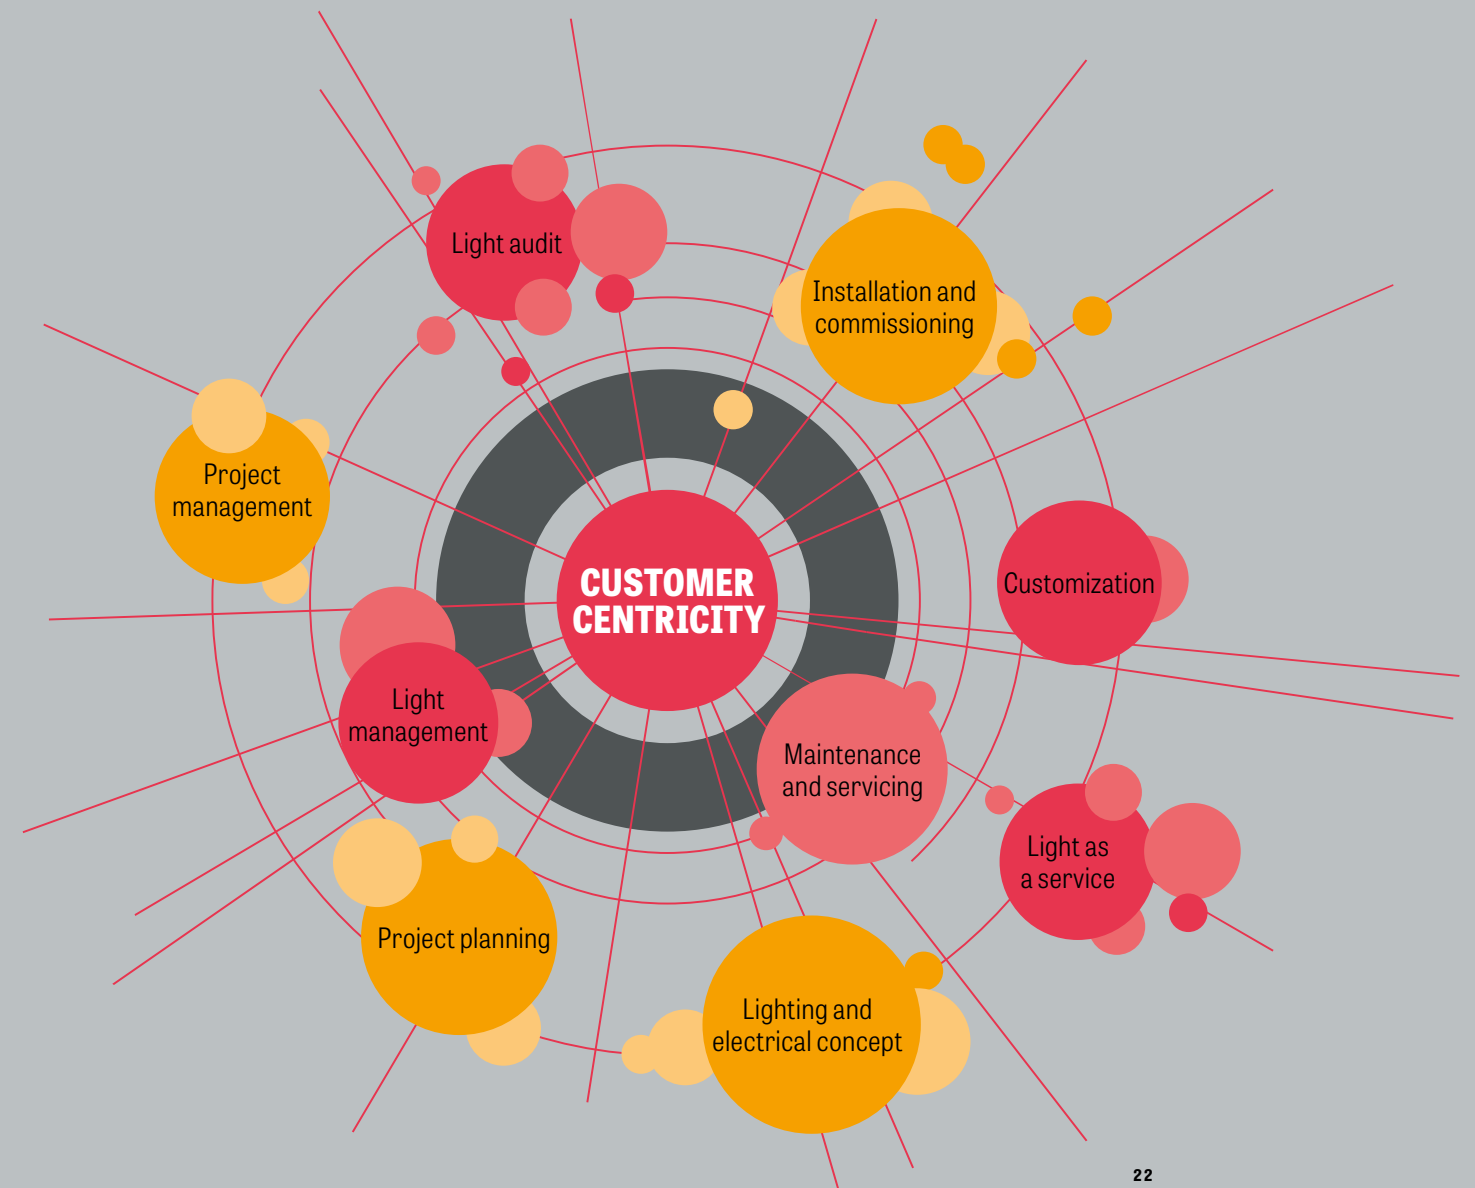 Light audit
Installation and
commissioning
Project
management
CUSTOMER
CENTRICITY
Customization
Light
management
Maintenance
and servicing
Light as
a service
Project planning
Lighting and
electrical concept
22